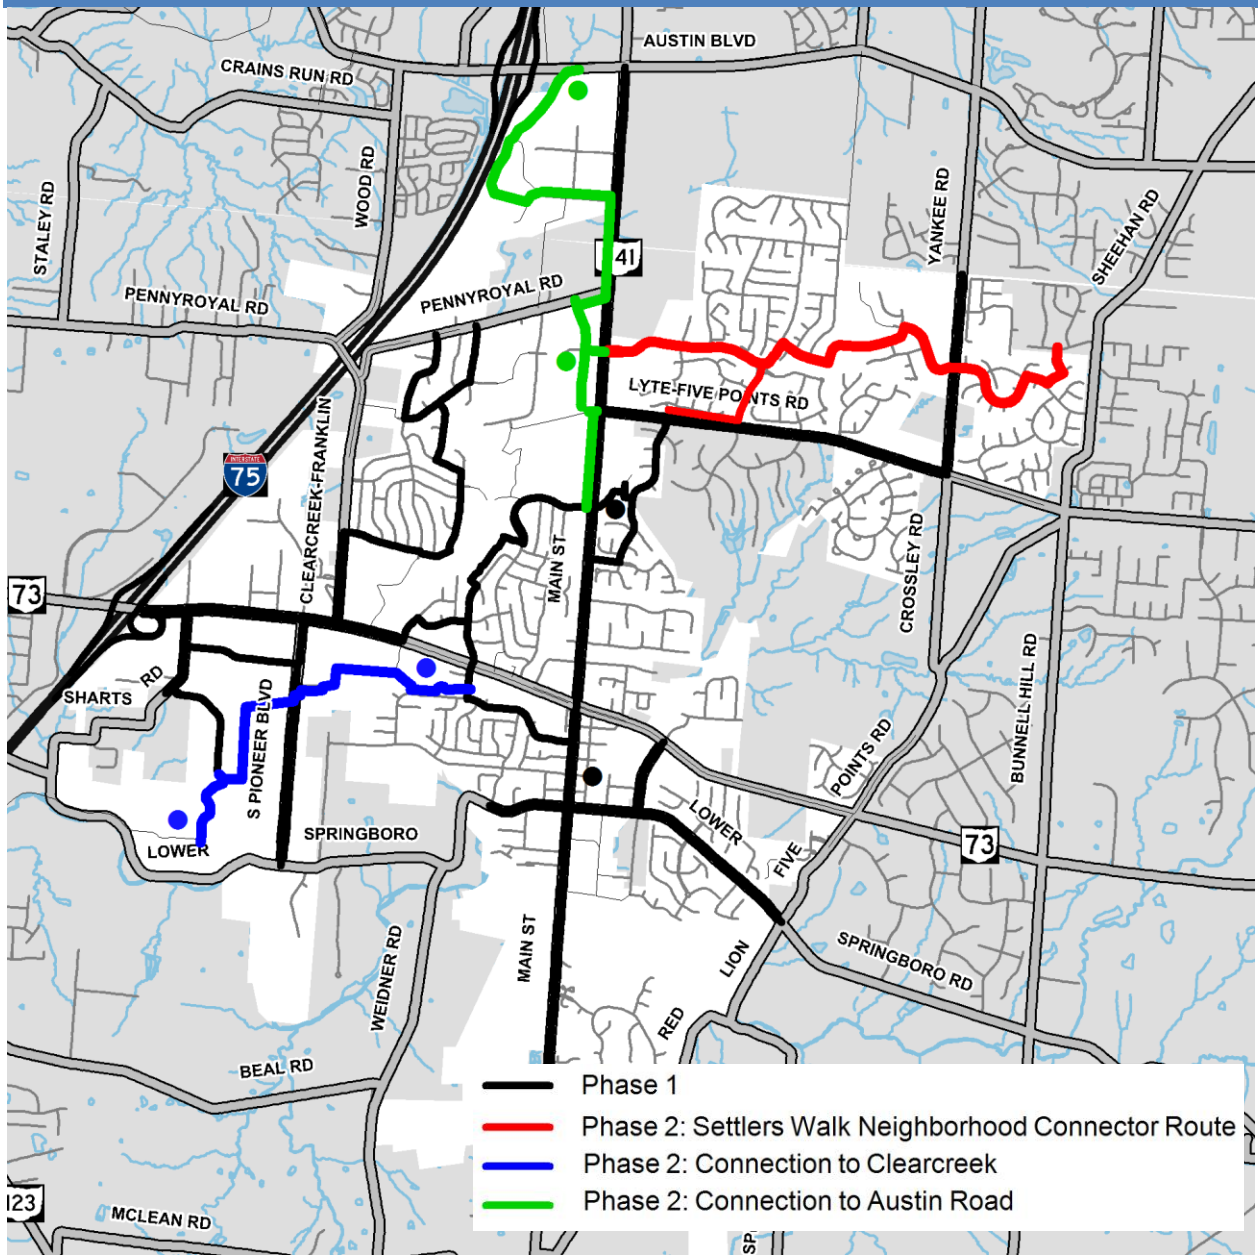 AUSTIN BLVD
CRAINS RUN RD
WOOD RD
STALEY RD
YANKEE RD
SHEEHAN RD
41
PENNYROYAL RD
PENNYROYAL RD
LYTE-FIVE POINTS RD
CLEARCREEK-FRANKLIN
INTERSTATE
75
MAIN ST
CROSSLEY RD
73
SHARTS RD
S PIONEER BLVD
BUNNELL HILL RD
FIVE POINTS RD
LOWER SPRINGBORO
LOWER SPRINGBORO RD
73
MAIN ST
WEIDNER RD
RED LION
BEAL RD
123
MCLEAN RD
SP
Phase 1
Phase 2: Settlers Walk Neighborhood Connector Route
Phase 2: Connection to Clearcreek
Phase 2: Connection to Austin Road